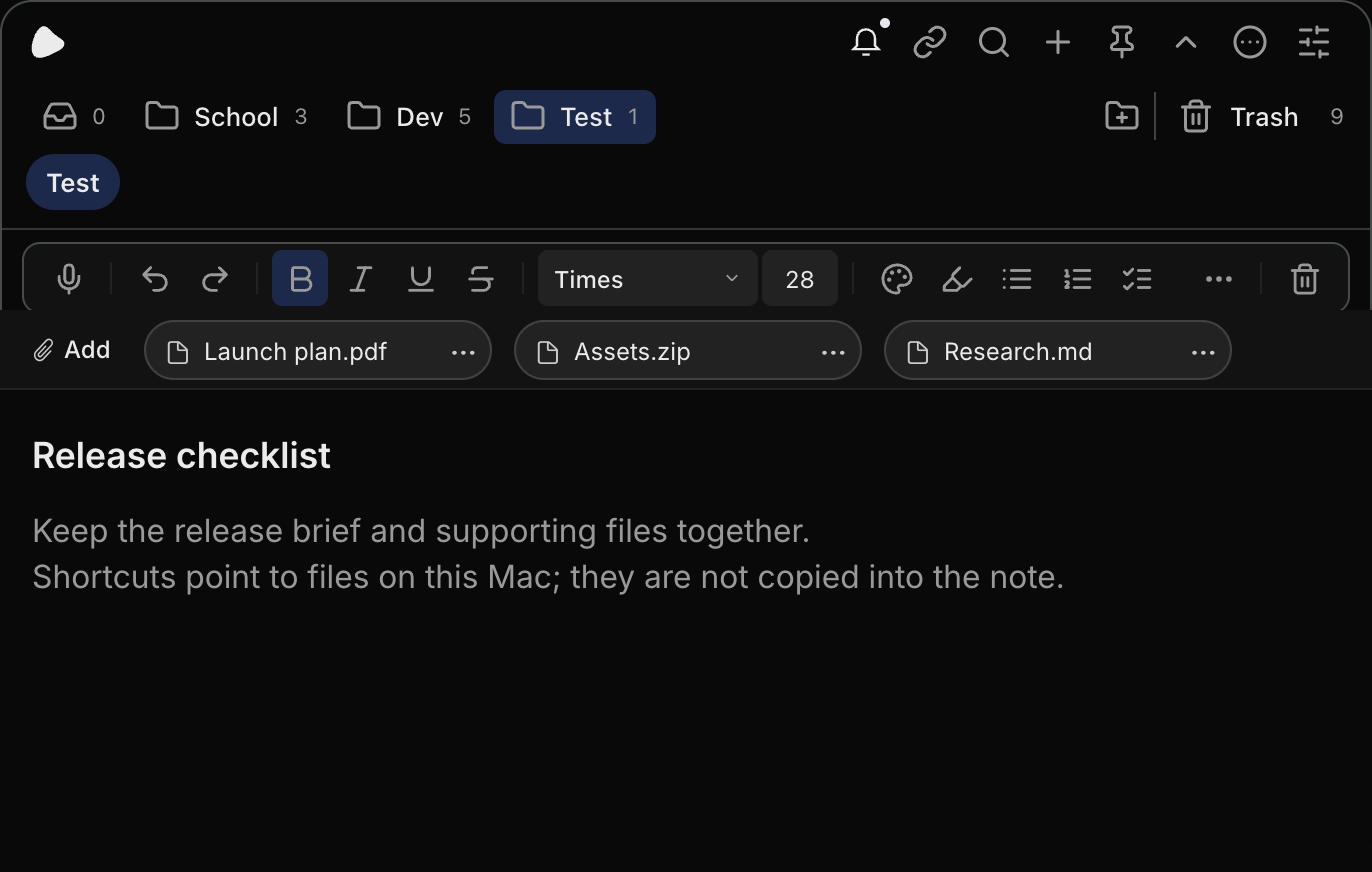 0 School 3 Dev 5 Test 1 Trash 9
Test
Times 28
Add Launch plan.pdf Assets.zip Research.md
Release checklist
Keep the release brief and supporting files together.
Shortcuts point to files on this Mac; they are not copied into the note.